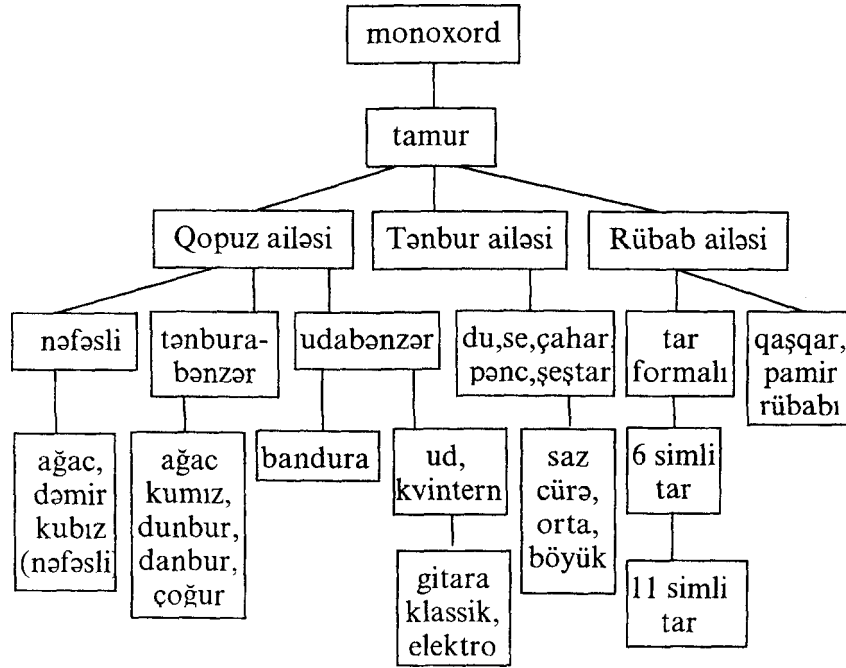 monoxord
tamur
Qopuz ailəsi
Tənbur ailəsi
Rübab ailəsi
nəfəsli
tənbura-
bənzər
udabənzər
du,se,çahar,
pənc,şeştar
tar
formalı
qaşqar,
pamir
rübabı
ağac,
dəmir
kubız
(nəfəsli)
ağac
kumız,
dunbur,
danbur,
çoğur
bandura
ud,
kvintern
saz
cürə,
orta,
böyük
6 simli
tar
gitara
klassik,
elektro
11 simli
tar